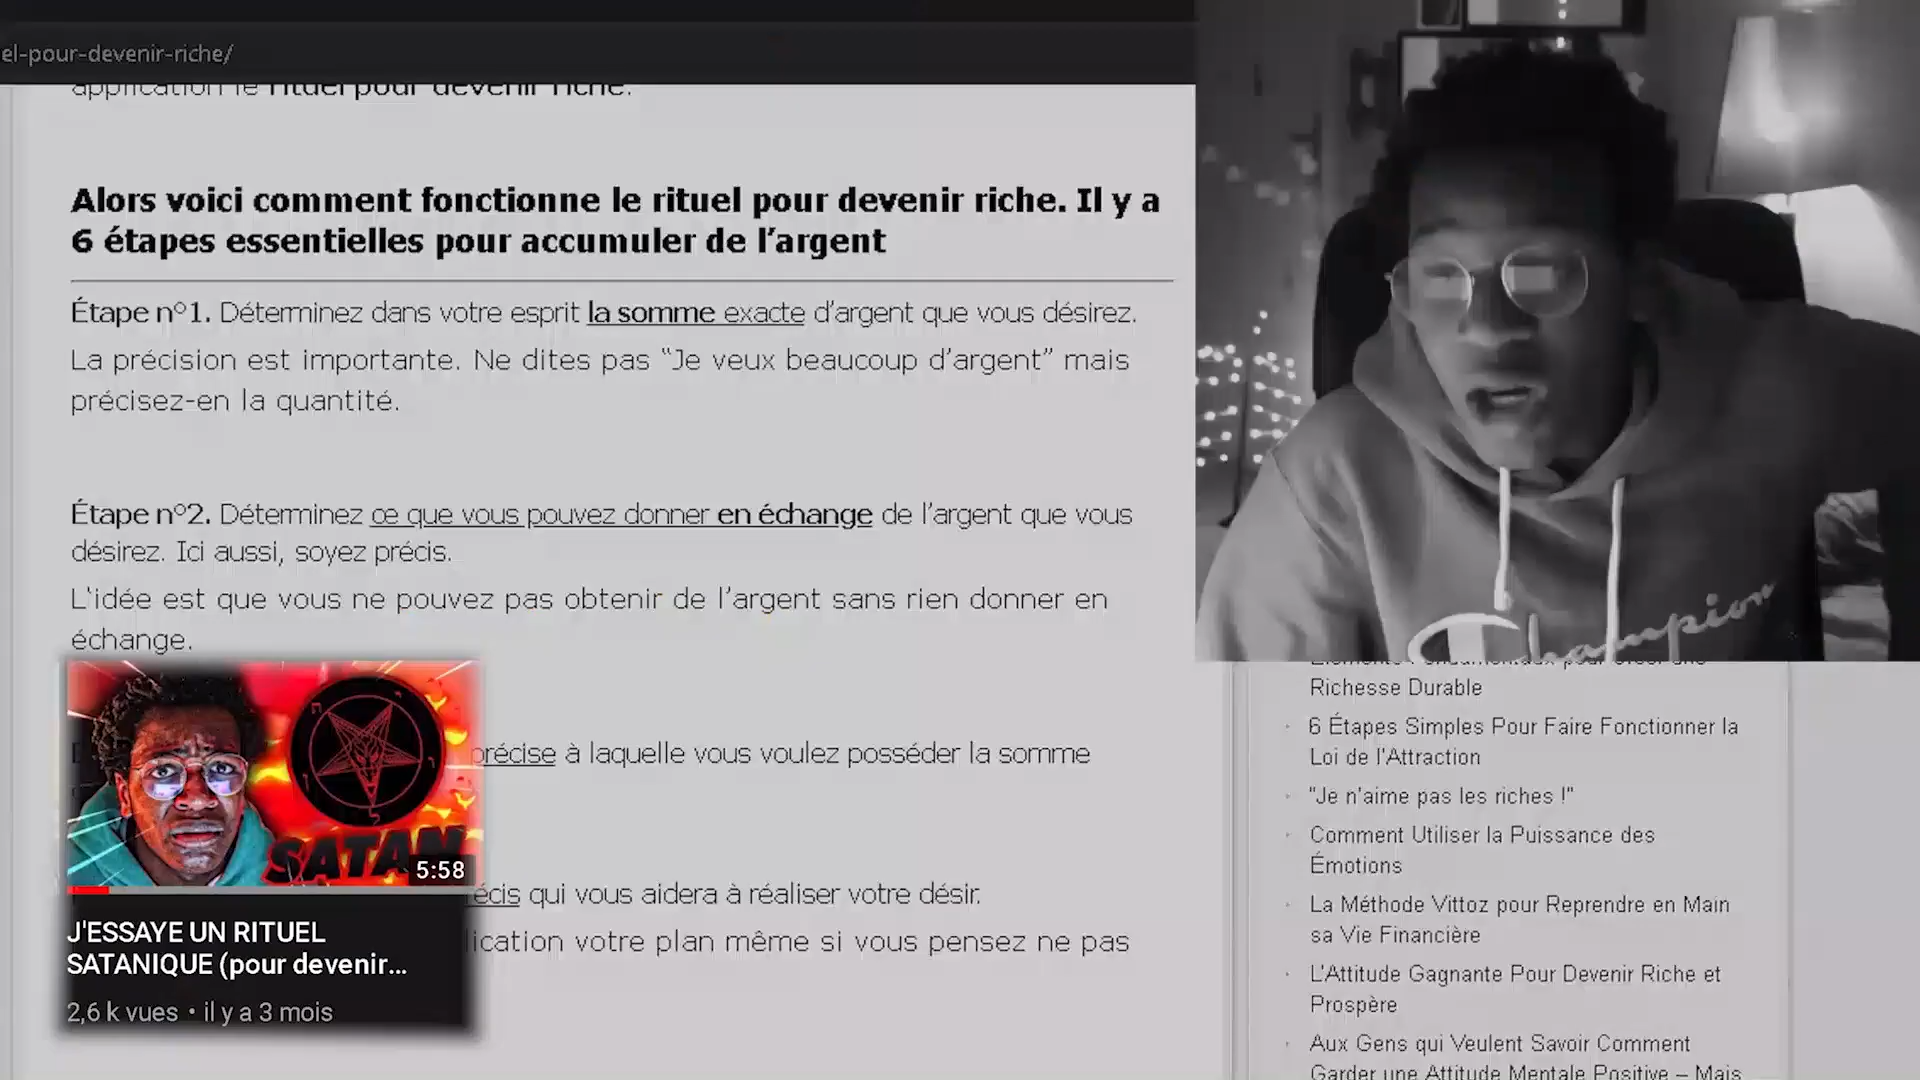 el-pour-devenir-riche/
application le rituel pour devenir riche.
Alors voici comment fonctionne le rituel pour devenir riche. Il y a
6 étapes essentielles pour accumuler de l’argent
Étape n°1. Déterminez dans votre esprit la somme exacte d’argent que vous désirez.
La précision est importante. Ne dites pas “Je veux beaucoup d’argent” mais
précisez-en la quantité.
Étape n°2. Déterminez ce que vous pouvez donner en échange de l’argent que vous
désirez. Ici aussi, soyez précis.
L’idée est que vous ne pouvez pas obtenir de l’argent sans rien donner en
échange.
précise à laquelle vous voulez posséder la somme
écis qui vous aidera à réaliser votre désir.
lication votre plan même si vous pensez ne pas
SATAN
5:58
J'ESSAYE UN RITUEL
SATANIQUE (pour devenir...
2,6 k vues • il y a 3 mois
Champion
Richesse Durable
6 Étapes Simples Pour Faire Fonctionner la
Loi de l'Attraction
"Je n'aime pas les riches !"
Comment Utiliser la Puissance des
Émotions
La Méthode Vittoz pour Reprendre en Main
sa Vie Financière
L'Attitude Gagnante Pour Devenir Riche et
Prospère
Aux Gens qui Veulent Savoir Comment
Garder une Attitude Mentale Positive – Mais